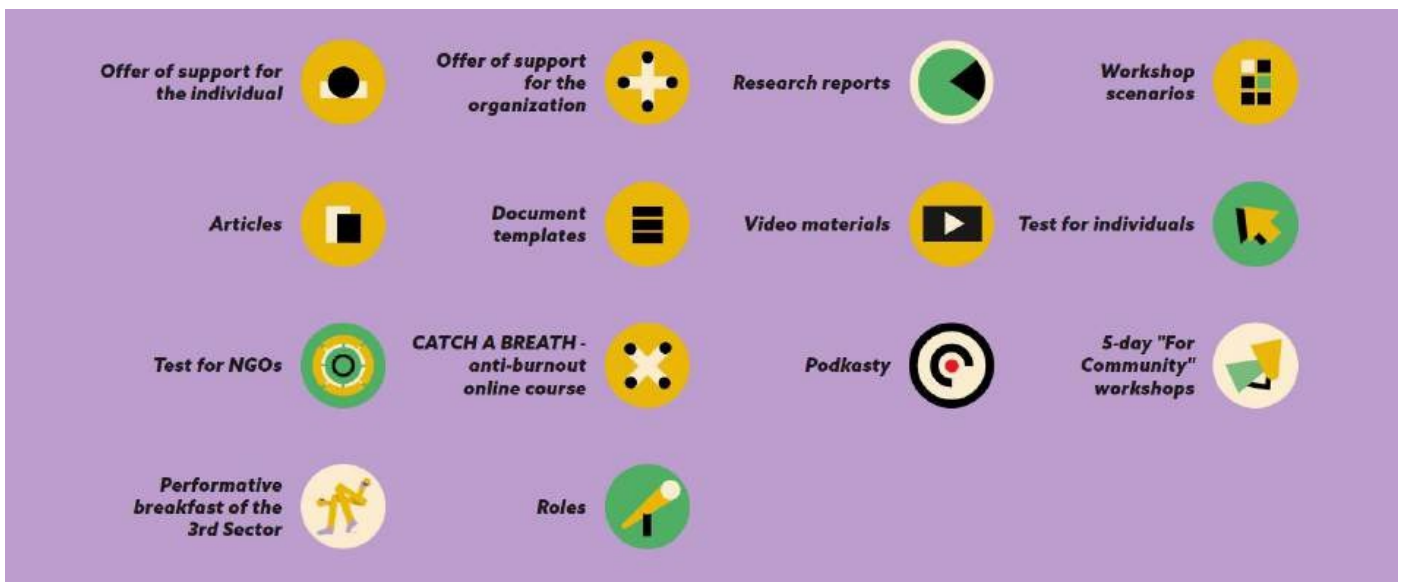 Offer of support for
the individual
Offer of support
for the
organization
Research reports
Workshop
scenarios
Articles
Document
templates
Video materials
Test for individuals
Test for NGOs
CATCH A BREATH -
anti-burnout
online course
Podkasty
5-day "For
Community"
workshops
Performative
breakfast of the
3rd Sector
Roles